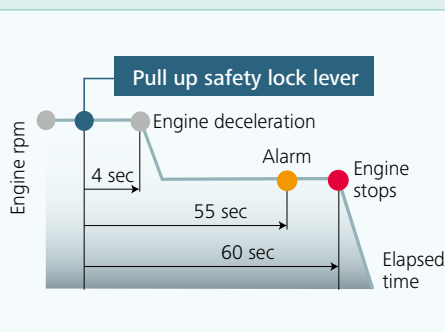 Pull up safety lock lever
Engine deceleration
Engine rpm
Alarm
Engine
stops
4 sec
55 sec
60 sec
Elapsed
time